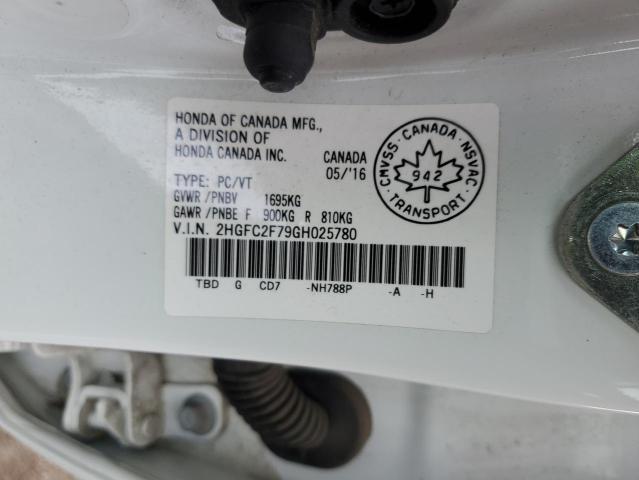 HONDA OF CANADA MFG.,
A DIVISION OF
HONDA CANADA INC.
CANADA
05/'16
TYPE: PC/VT
GVWR /PNBV 1695KG
GAWR /PNBE F 900KG R 810KG
V.I.N. 2HGFC2F79GH025780
TBD G CD7 -NH788P -A -H
CMVSS · CANADA · NSVAC
942
TRANSPORT